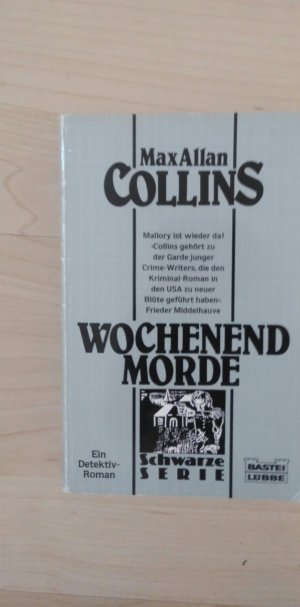 Max Allan
COLLINS
Mallory ist wieder da!
›Collins gehört zu
der Garde junger
Crime-Writers, die den
Kriminal-Roman in
den USA zu neuer
Blüte geführt haben‹.
Frieder Middelhauve
WOCHENEND
MORDE
Ein
Detektiv-
Roman
Schwarze
SERIE
BASTEI
LÜBBE